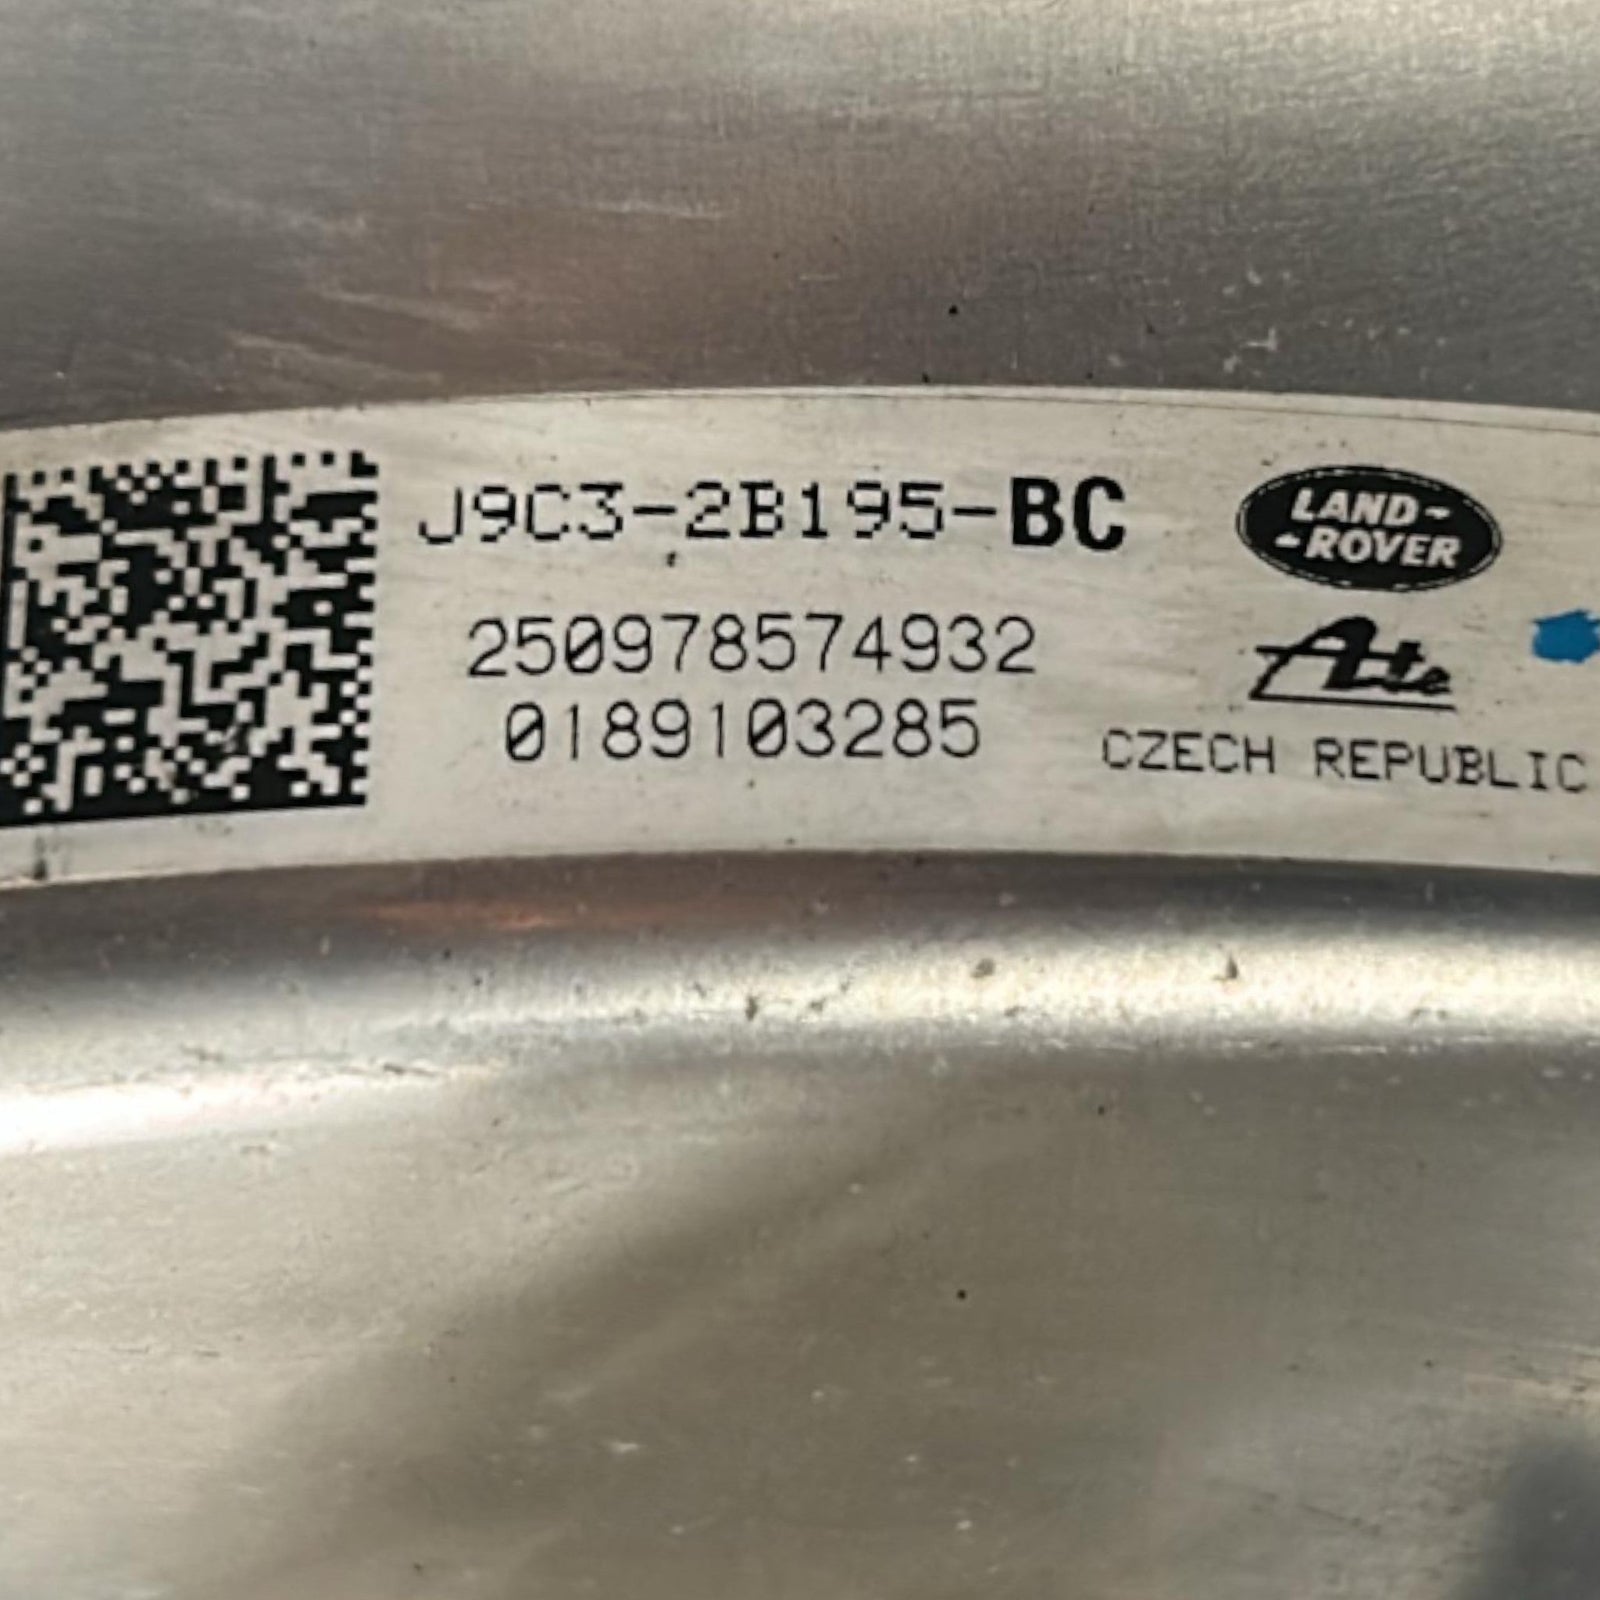 J9C3-2B195-BC
250978574932
0189103285
LAND-
-ROVER
Ate
CZECH REPUBLIC